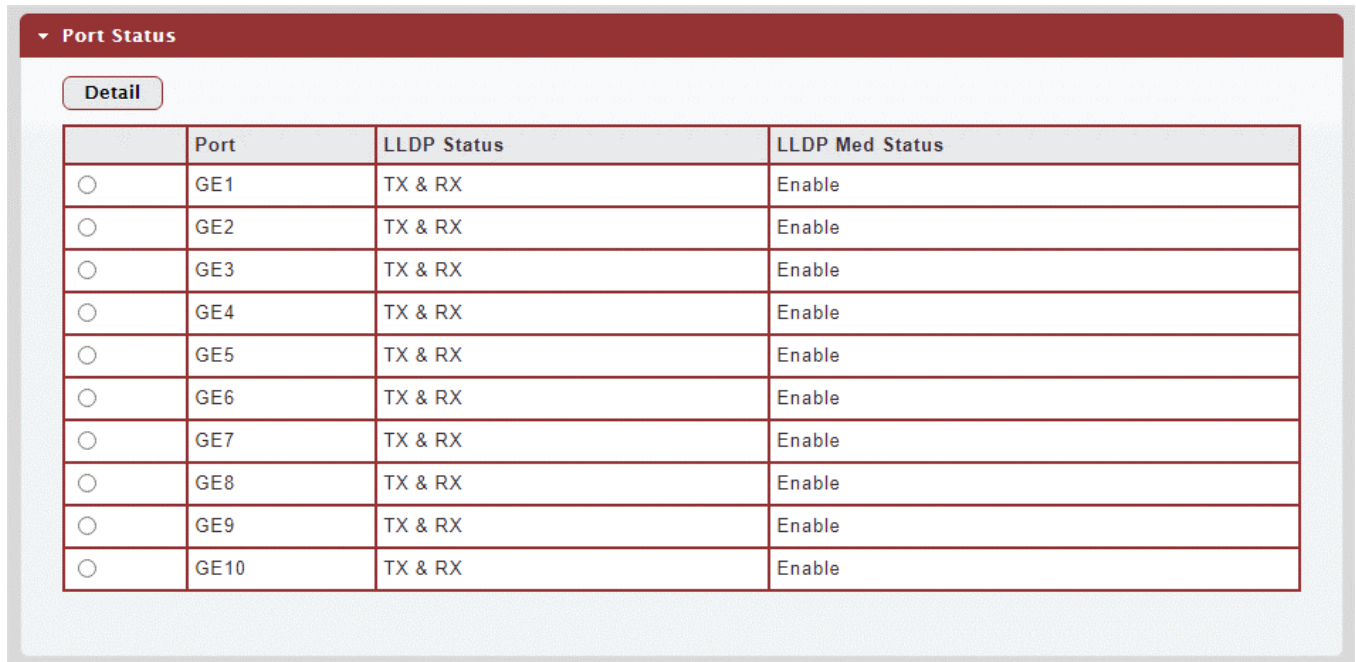 Port Status
Detail
Port LLDP Status LLDP Med Status
GE1 TX & RX Enable
GE2 TX & RX Enable
GE3 TX & RX Enable
GE4 TX & RX Enable
GE5 TX & RX Enable
GE6 TX & RX Enable
GE7 TX & RX Enable
GE8 TX & RX Enable
GE9 TX & RX Enable
GE10 TX & RX Enable